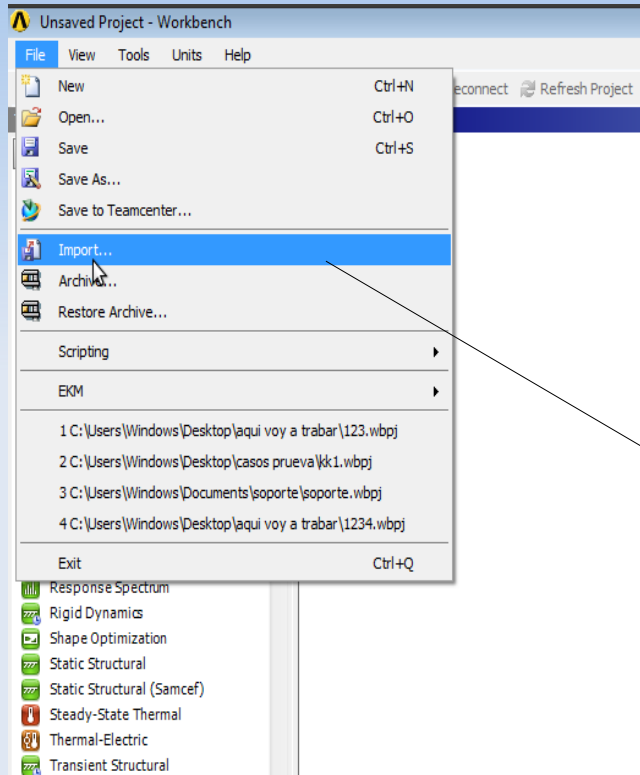 Unsaved Project - Workbench
File View Tools Units Help
New Ctrl+N
econnect Refresh Project
Open... Ctrl+O
Save Ctrl+S
Save As...
Save to Teamcenter...
Import...
Archive...
Restore Archive...
Scripting
EKM
1 C:\Users\Windows\Desktop\aqui voy a trabar\123.wbpj
2 C:\Users\Windows\Desktop\casos prueva\kk1.wbpj
3 C:\Users\Windows\Documents\soporte\soporte.wbpj
4 C:\Users\Windows\Desktop\aqui voy a trabar\1234.wbpj
Exit Ctrl+Q
Response Spectrum
Rigid Dynamics
Shape Optimization
Static Structural
Static Structural (Samcef)
Steady-State Thermal
Thermal-Electric
Transient Structural